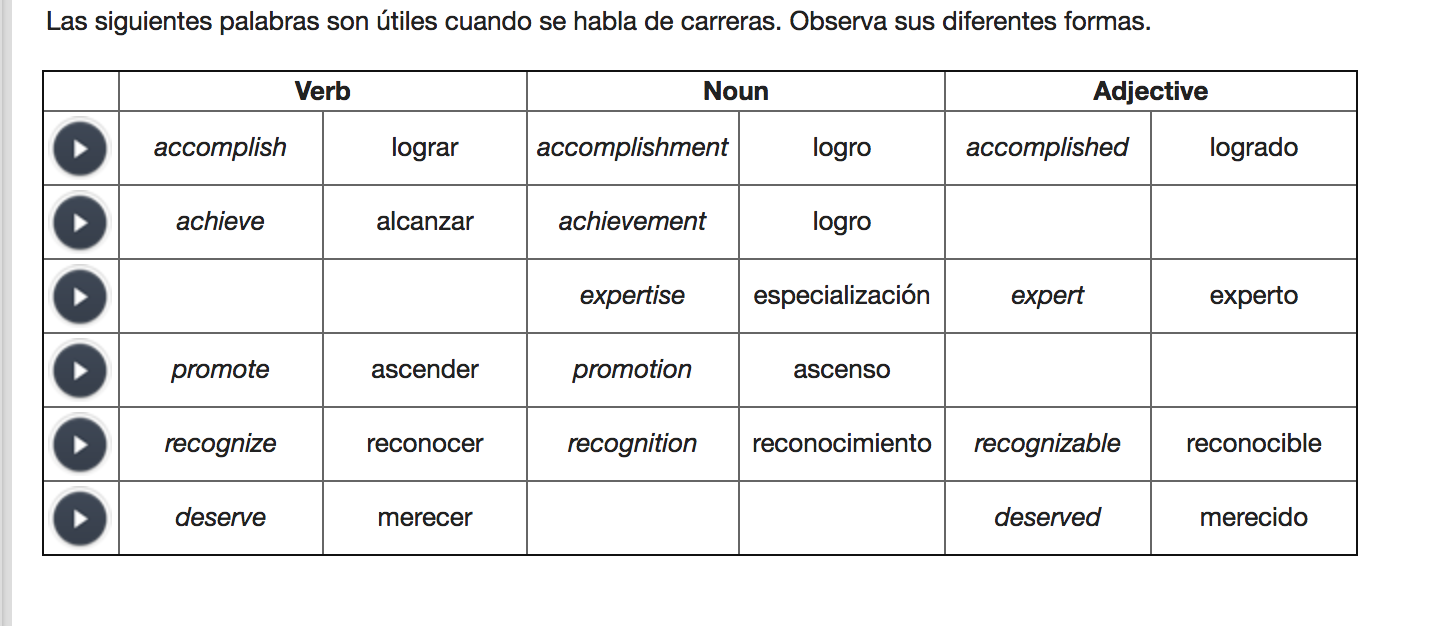 Las siguientes palabras son útiles cuando se habla de carreras. Observa sus diferentes formas.
Verb Noun Adjective
accomplish lograr accomplishment logro accomplished logrado
achieve alcanzar achievement logro
expertise especialización expert experto
promote ascender promotion ascenso
recognize reconocer recognition reconocimiento recognizable reconocible
deserve merecer deserved merecido